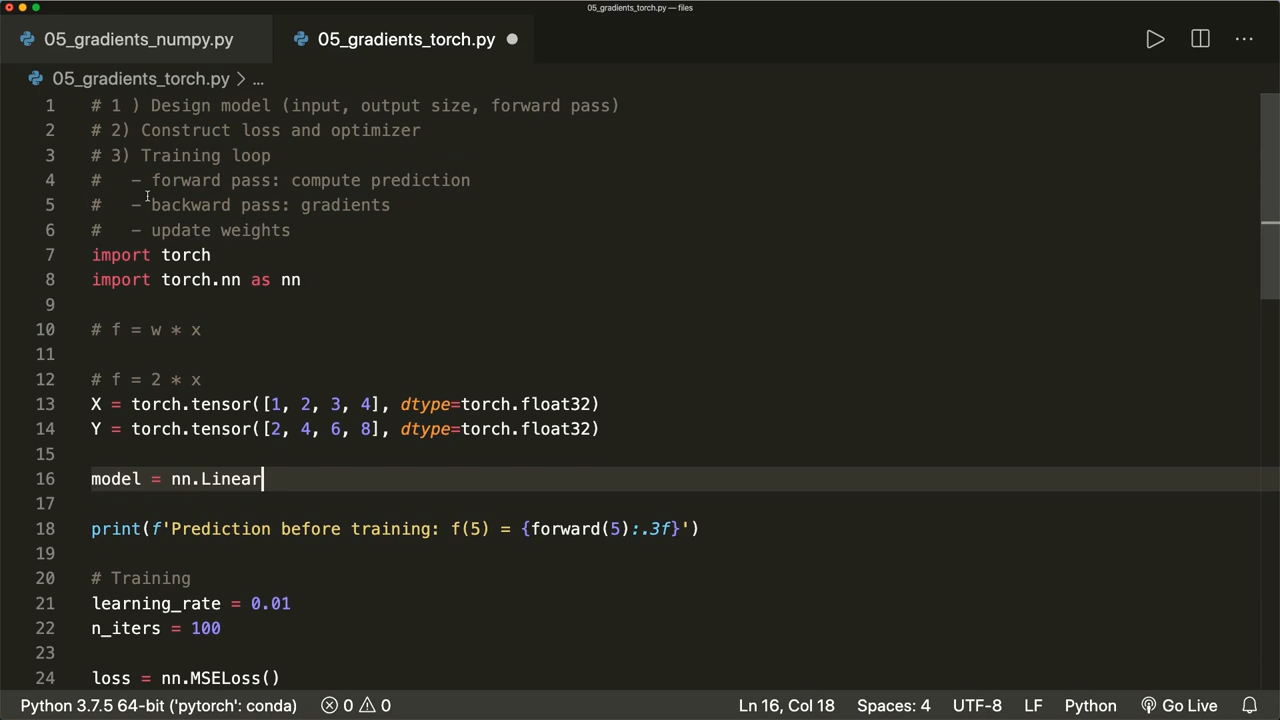 05_gradients_torch.py — files
05_gradients_numpy.py
05_gradients_torch.py
05_gradients_torch.py > ...
1 # 1 ) Design model (input, output size, forward pass)
2 # 2) Construct loss and optimizer
3 # 3) Training loop
4 #   - forward pass: compute prediction
5 #   - backward pass: gradients
6 #   - update weights
7 import torch
8 import torch.nn as nn
9
10 # f = w * x
11
12 # f = 2 * x
13 X = torch.tensor([1, 2, 3, 4], dtype=torch.float32)
14 Y = torch.tensor([2, 4, 6, 8], dtype=torch.float32)
15
16 model = nn.Linear
17
18 print(f'Prediction before training: f(5) = {forward(5):.3f}')
19
20 # Training
21 learning_rate = 0.01
22 n_iters = 100
23
24 loss = nn.MSELoss()
Python 3.7.5 64-bit ('pytorch': conda) 0 0 Ln 16, Col 18 Spaces: 4 UTF-8 LF Python Go Live